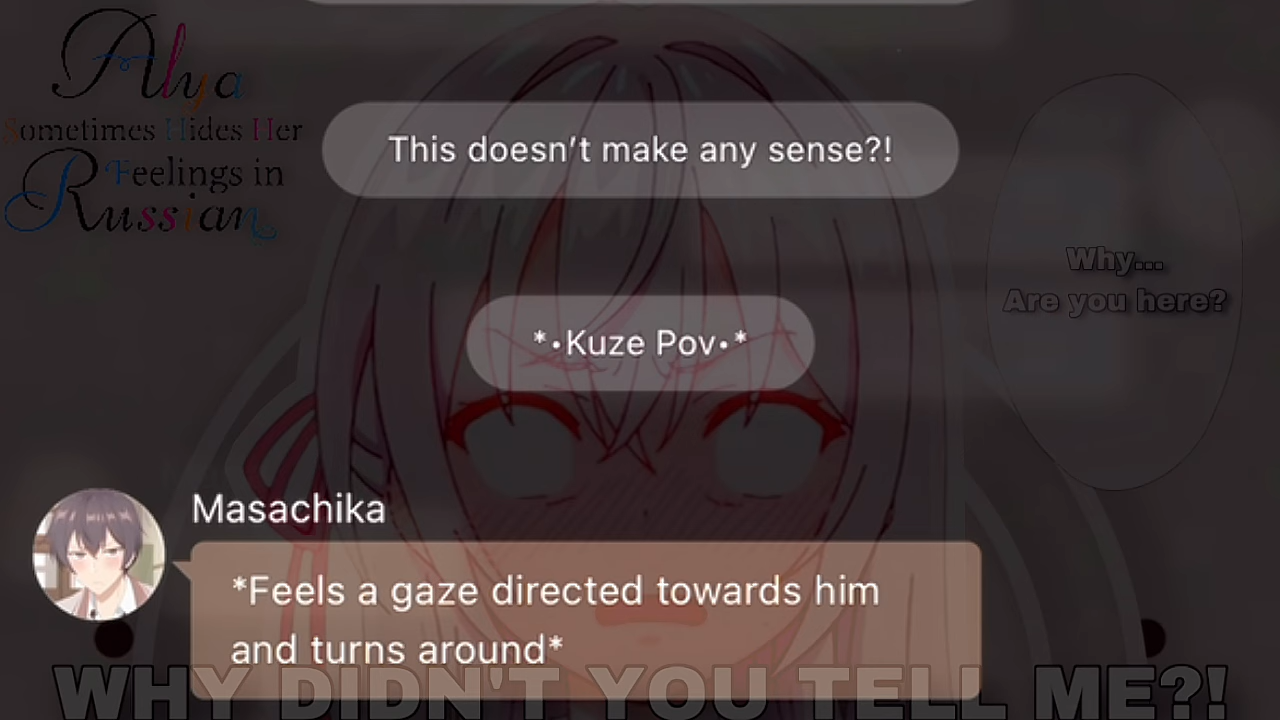 Alya
Sometimes Hides Her
Feelings in
Russian
This doesn't make any sense?!
Why...
Are you here?
*•Kuze Pov•*
Masachika
*Feels a gaze directed towards him
and turns around*
WHY DIDN'T YOU TELL ME?!